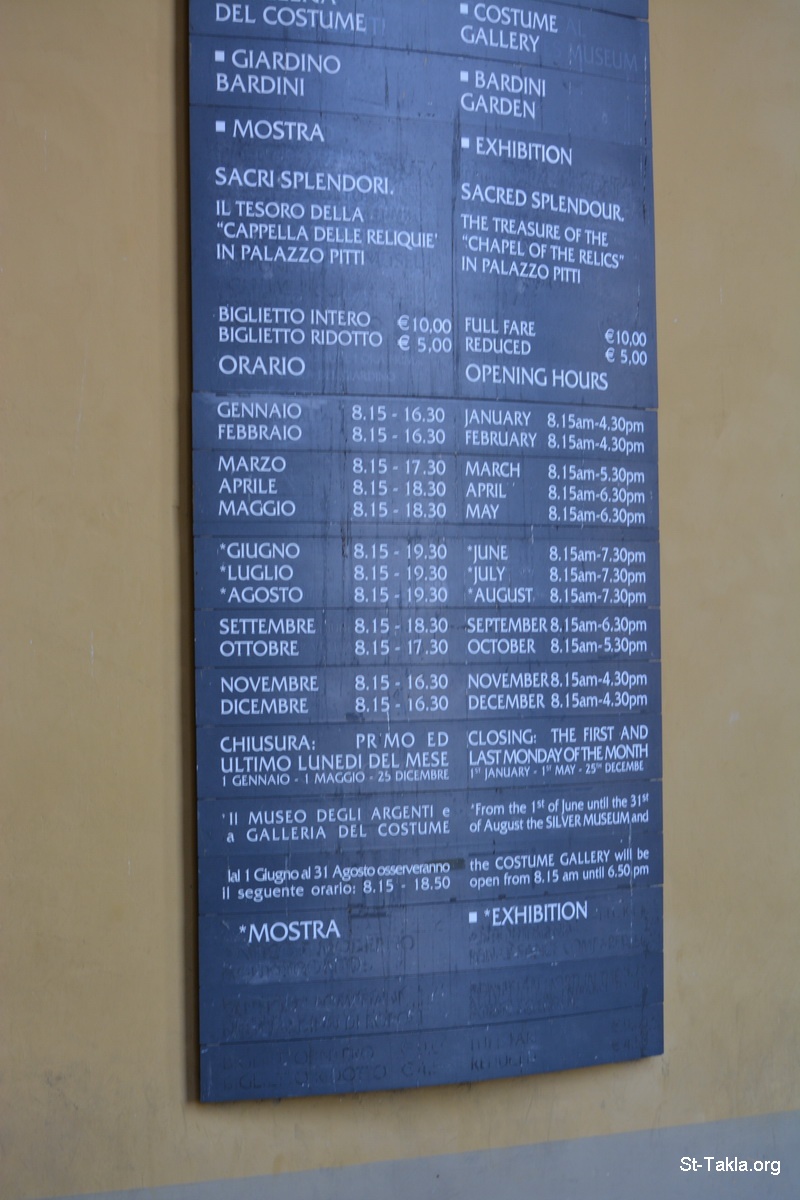 DEL COSTUME
▪ GIARDINO
BARDINI
▪ MOSTRA
SACRI SPLENDORI.
IL TESORO DELLA
"CAPPELLA DELLE RELIQUIE'
IN PALAZZO PITTI
BIGLIETTO INTERO €10,00
BIGLIETTO RIDOTTO € 5,00
ORARIO
GENNAIO 8.15 - 16.30
FEBBRAIO 8.15 - 16.30
MARZO 8.15 - 17.30
APRILE 8.15 - 18.30
MAGGIO 8.15 - 18.30
*GIUGNO 8.15 - 19.30
*LUGLIO 8.15 - 19.30
*AGOSTO 8.15 - 19.30
SETTEMBRE 8.15 - 18.30
OTTOBRE 8.15 - 17.30
NOVEMBRE 8.15 - 16.30
DICEMBRE 8.15 - 16.30
CHIUSURA: PR MO ED
ULTIMO LUNEDI DEL MESE
1 GENNAIO - 1 MAGGIO - 25 DICEMBRE
'Il MUSEO DEGLI ARGENTI e
a GALLERIA DEL COSTUME
lal 1 Giugno al 31 Agosto osserveranno
Il seguente orario: 8.15 - 18.50
*MOSTRA
▪ COSTUME
GALLERY
MUSEUM
▪ BARDINI
GARDEN
▪ EXHIBITION
SACRED SPLENDOUR.
THE TREASURE OF THE
"CHAPEL OF THE RELICS"
IN PALAZZO PITTI
FULL FARE €10,00
REDUCED € 5,00
OPENING HOURS
JANUARY 8.15am-4.30pm
FEBRUARY 8.15am-4.30pm
MARCH 8.15am-5.30pm
APRIL 8.15am-6.30pm
MAY 8.15am-6.30pm
*JUNE 8.15am-7.30pm
*JULY 8.15am-7.30pm
*AUGUST 8.15am-7.30pm
SEPTEMBER 8.15am-6.30pm
OCTOBER 8.15am-5.30pm
NOVEMBER 8.15am-4.30pm
DECEMBER 8.15am-4.30pm
CLOSING: THE FIRST AND
LAST MONDAY OF THE MONTH
1ST JANUARY - 1ST MAY - 25TH DECEMBE
*From the 1st of June until the 31st
of August the SILVER MUSEUM and
the COSTUME GALLERY will be
open from 8.15 am until 6.50 pm
▪ *EXHIBITION
St-Takla.org